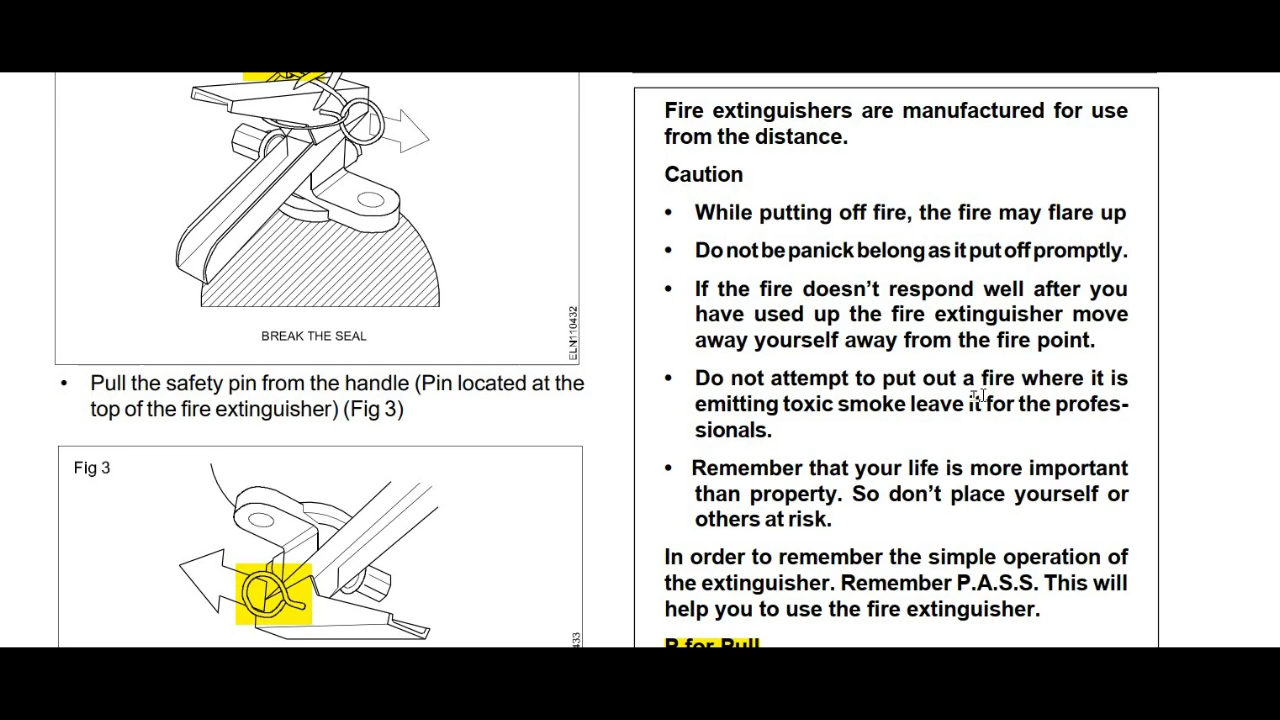 BREAK THE SEAL
ELN110432
• Pull the safety pin from the handle (Pin located at the
top of the fire extinguisher) (Fig 3)
Fig 3
433
Fire extinguishers are manufactured for use
from the distance.
Caution
• While putting off fire, the fire may flare up
• Do not be panick belong as it put off promptly.
• If the fire doesn’t respond well after you
have used up the fire extinguisher move
away yourself away from the fire point.
• Do not attempt to put out a fire where it is
emitting toxic smoke leave it for the profes-
sionals.
• Remember that your life is more important
than property. So don’t place yourself or
others at risk.
In order to remember the simple operation of
the extinguisher. Remember P.A.S.S. This will
help you to use the fire extinguisher.
P for Pull